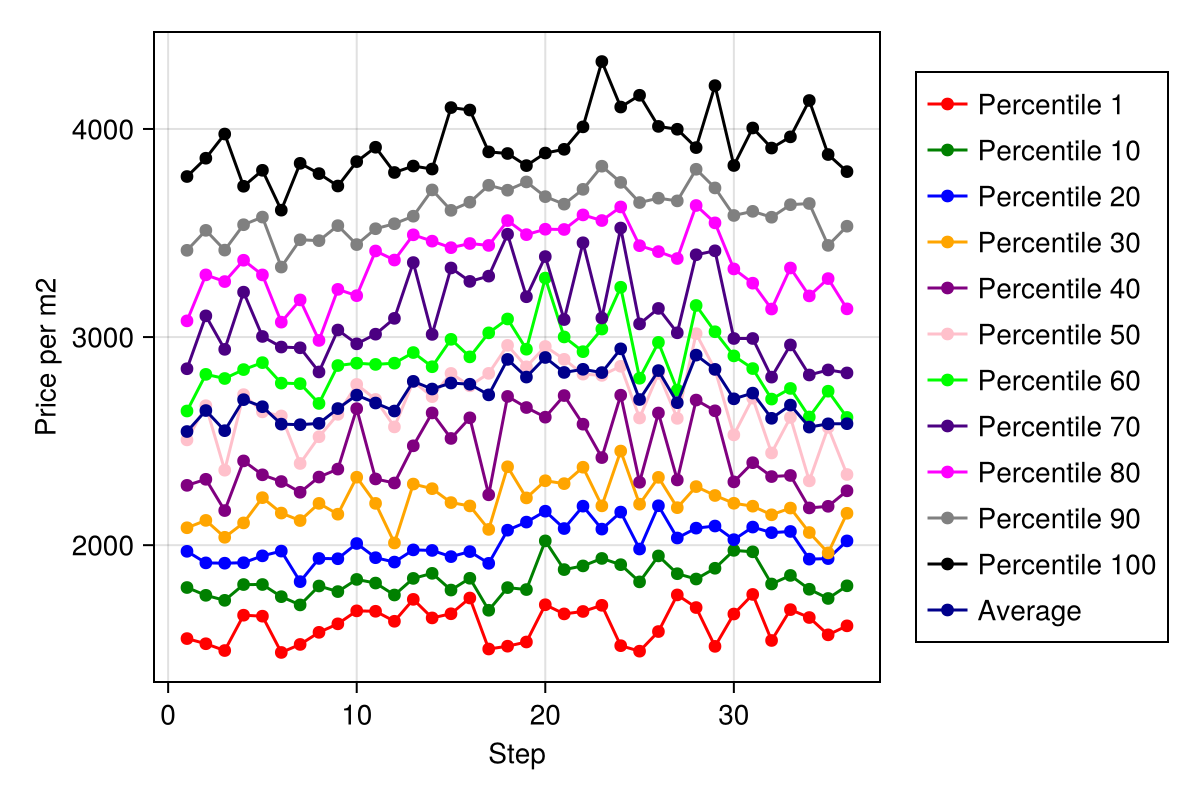 4000
3000
2000
Price per m2
0 10 20 30
Step
Percentile 1
Percentile 10
Percentile 20
Percentile 30
Percentile 40
Percentile 50
Percentile 60
Percentile 70
Percentile 80
Percentile 90
Percentile 100
Average